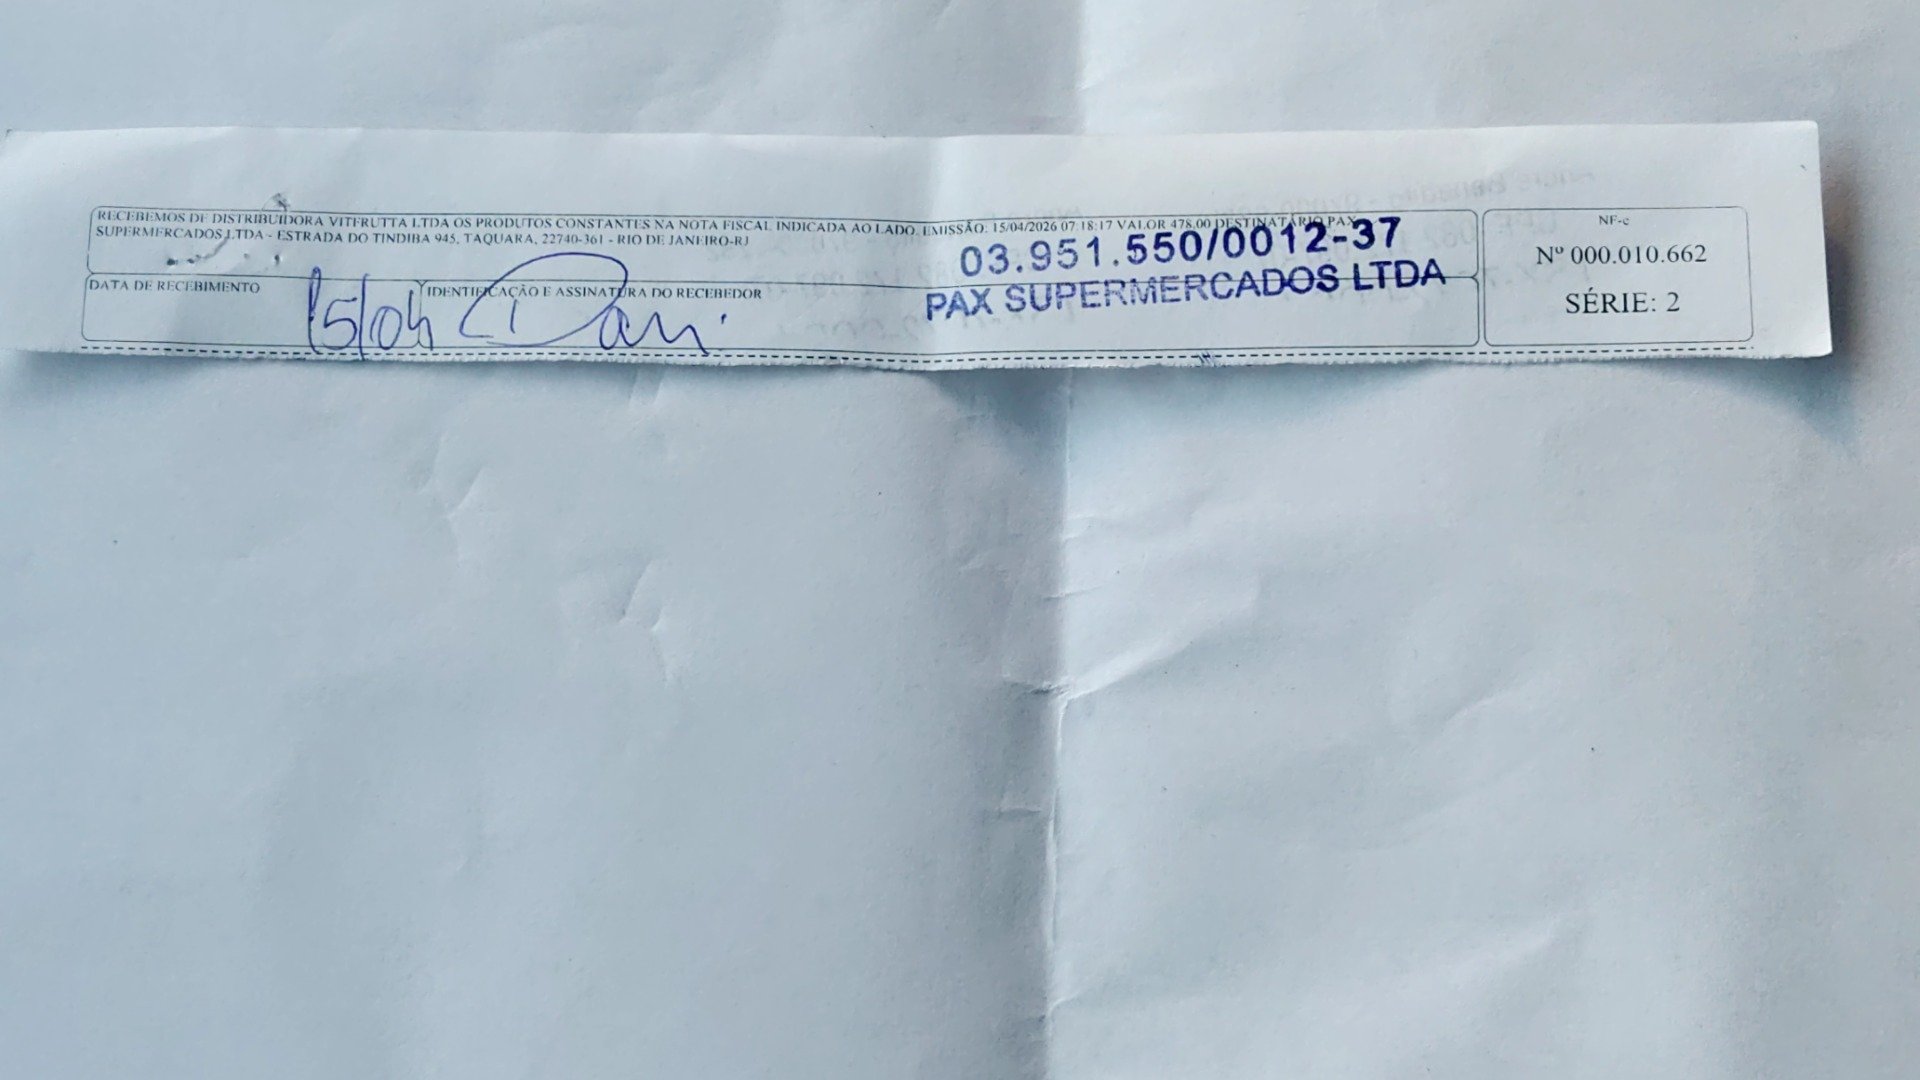 RECEBEMOS DE DISTRIBUIDORA VITFRUTTA LTDA OS PRODUTOS CONSTANTES NA NOTA FISCAL INDICADA AO LADO. EMISSÃO: 15/04/2026 07:18:17 VALOR 478.00 DESTINATÁRIO PAX
SUPERMERCADOS LTDA - ESTRADA DO TINDIBA 945, TAQUARA, 22740-361 - RIO DE JANEIRO-RJ
03.951.550/0012-37
PAX SUPERMERCADOS LTDA
DATA DE RECEBIMENTO
15/04
IDENTIFICAÇÃO E ASSINATURA DO RECEBEDOR
NF-e
Nº 000.010.662
SÉRIE: 2